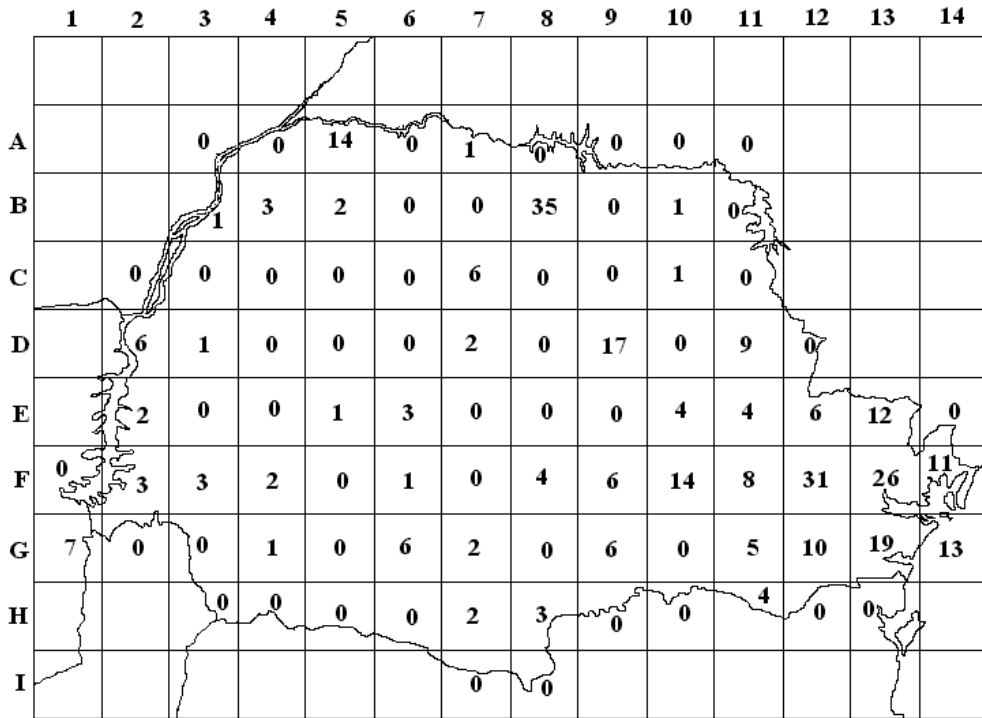 1 2 3 4 5 6 7 8 9 10 11 12 13 14
A 0 0 14 0 1 0 0 0 0
B 1 3 2 0 0 35 0 1 0
C 0 0 0 0 0 6 0 0 1 0
D 6 1 0 0 0 2 0 17 0 9 0
E 2 0 0 1 3 0 0 0 4 4 6 12 0
F 0 3 3 2 0 1 0 4 6 14 8 31 26 11
G 7 0 0 1 0 6 2 0 6 0 5 10 19 13
H 0 0 0 0 2 3 0 0 4 0 0
I 0 0